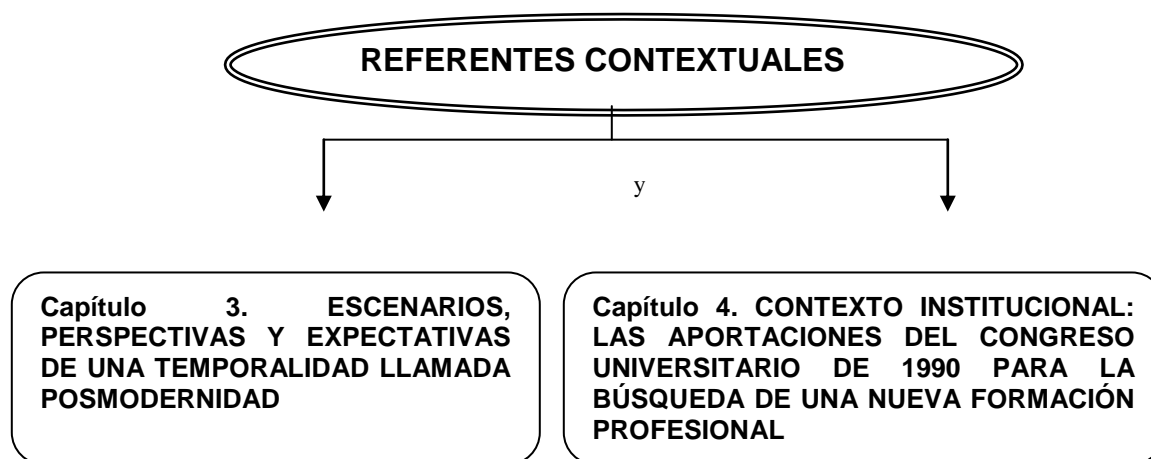 REFERENTES CONTEXTUALES
y
Capítulo 3. ESCENARIOS,
PERSPECTIVAS Y EXPECTATIVAS
DE UNA TEMPORALIDAD LLAMADA
POSMODERNIDAD
Capítulo 4. CONTEXTO INSTITUCIONAL:
LAS APORTACIONES DEL CONGRESO
UNIVERSITARIO DE 1990 PARA LA
BÚSQUEDA DE UNA NUEVA FORMACIÓN
PROFESIONAL